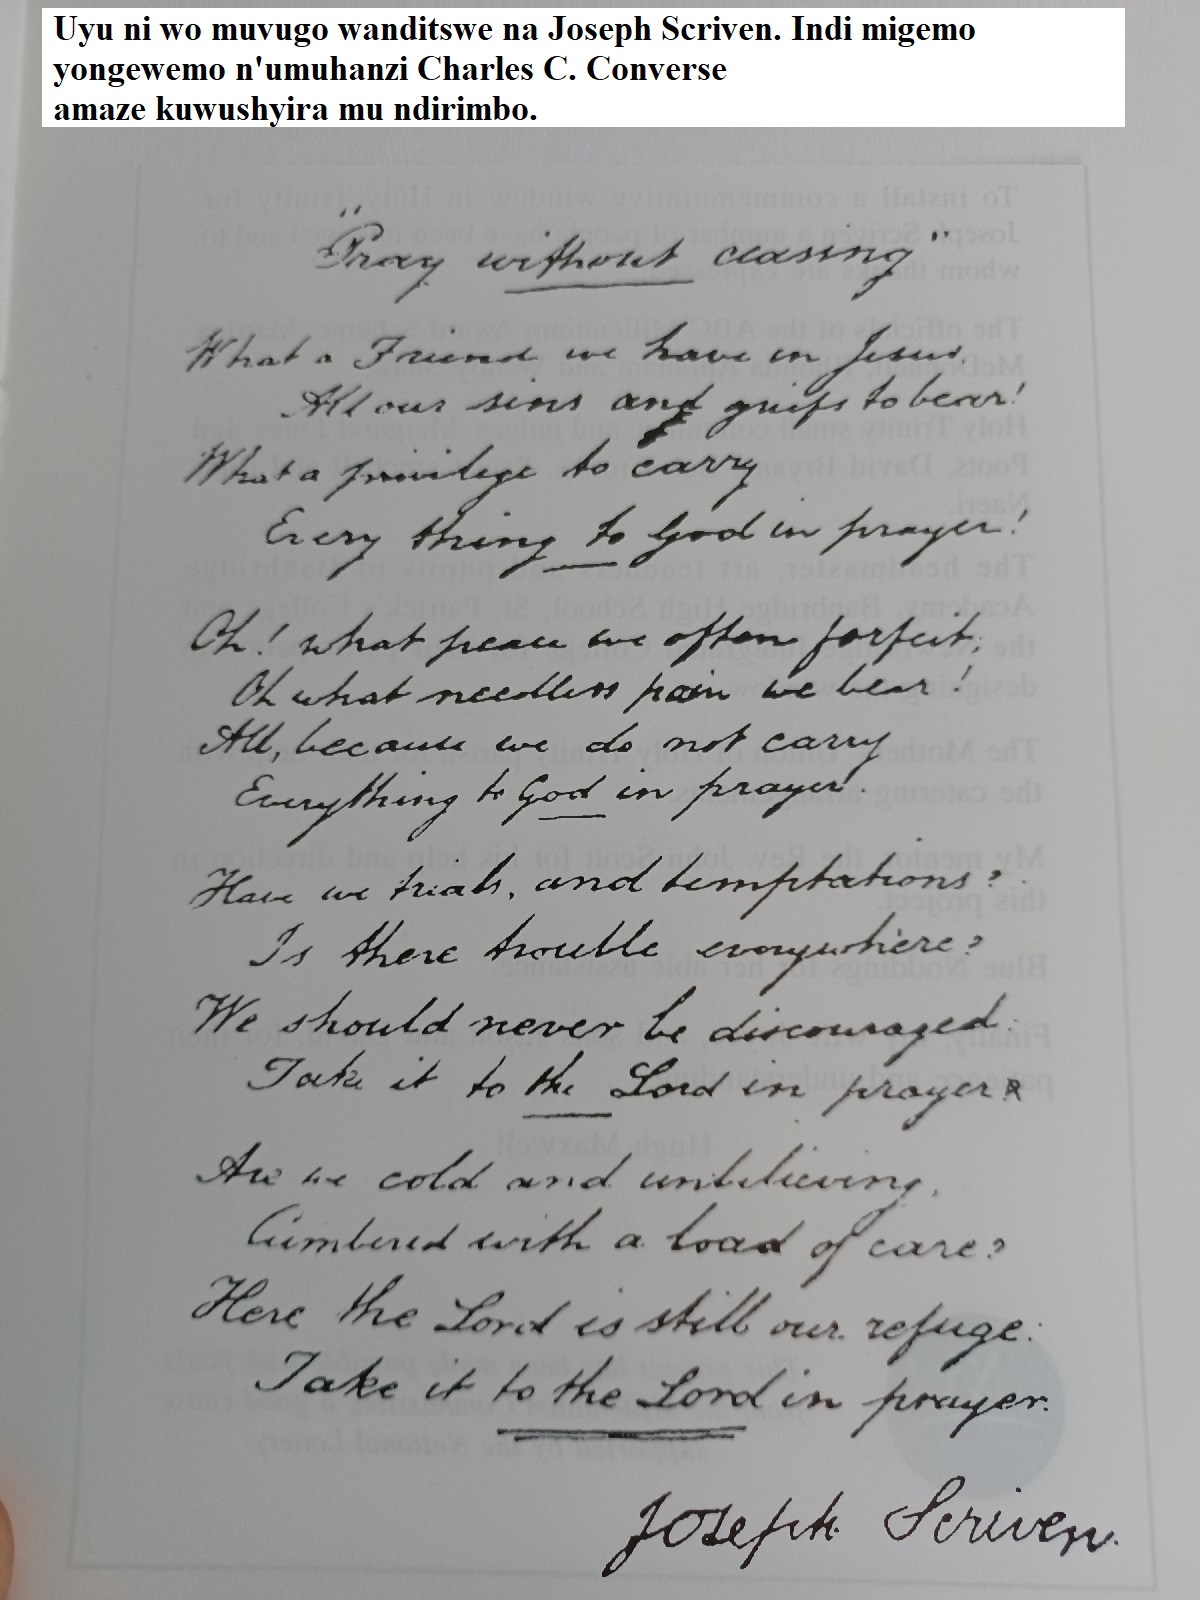 Uyu ni wo muvugo wanditswe na Joseph Scriven. Indi migemo
yongewemo n'umuhanzi Charles C. Converse
amaze kuwushyira mu ndirimbo.
"Pray without ceasing"
What a Friend we have in Jesus,
All our sins and griefs to bear!
What a privilege to carry
Every thing to God in prayer!
Oh! what peace we often forfeit,
Oh what needless pain we bear!
All, because we do not carry
Everything to God in prayer.
Have we trials, and temptations?
Is there trouble everywhere?
We should never be discouraged.
Take it to the Lord in prayer.
Are we cold and unbelieving,
Cumbered with a load of care?
Here the Lord is still our refuge:
Take it to the Lord in prayer.
Joseph Scriven.